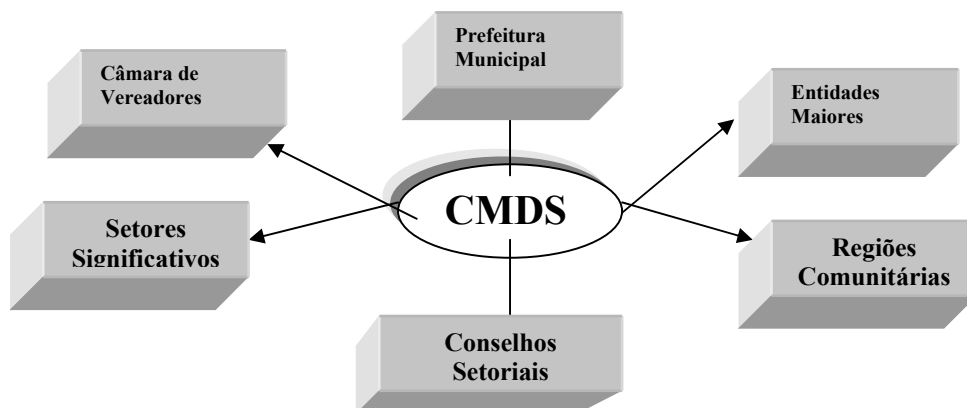 Prefeitura
Municipal
Câmara de
Vereadores
Entidades
Maiores
CMDS
Setores
Significativos
Regiões
Comunitárias
Conselhos
Setoriais